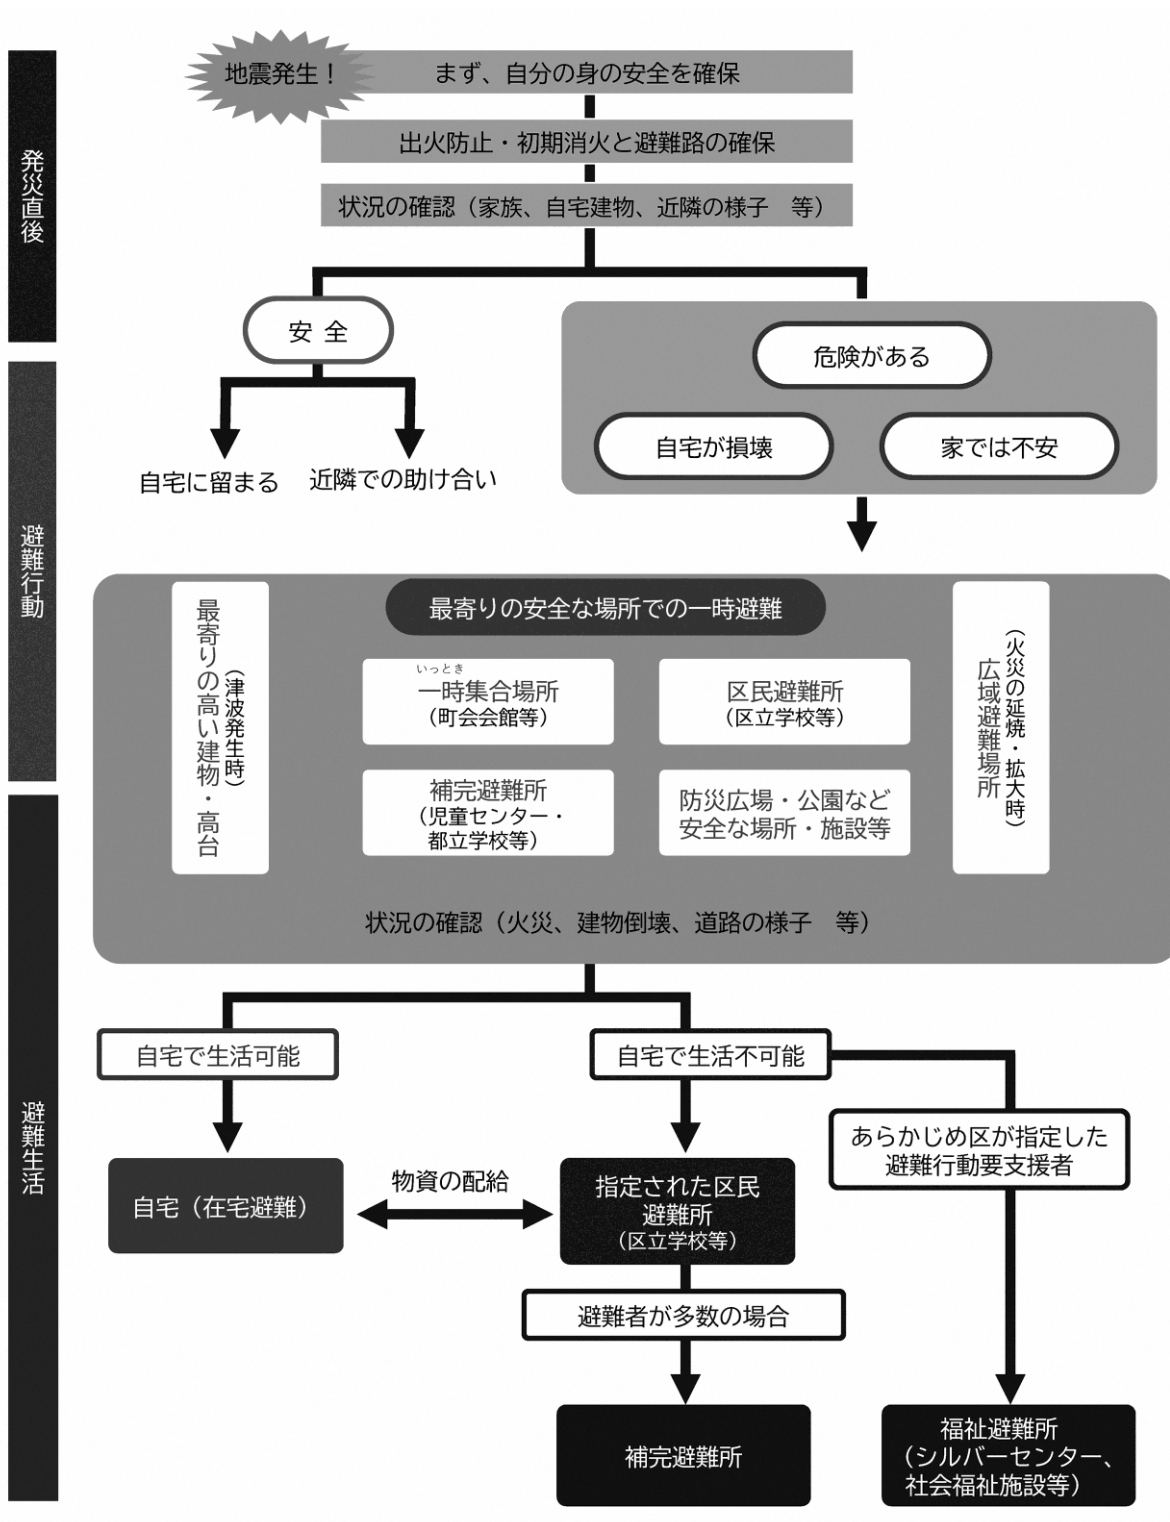 発災直後
地震発生！
まず、自分の身の安全を確保
出火防止・初期消火と避難路の確保
状況の確認（家族、自宅建物、近隣の様子　等）
安 全
危険がある
自宅が損壊
家では不安
避難行動
自宅に留まる
近隣での助け合い
最寄りの安全な場所での一時避難
（津波発生時）
最寄りの高い建物・高台
いっとき
一時集合場所
（町会会館等）
区民避難所
（区立学校等）
補完避難所
（児童センター・
都立学校等）
防災広場・公園など
安全な場所・施設等
（火災の延焼・拡大時）
広域避難場所
状況の確認（火災、建物倒壊、道路の様子　等）
避難生活
自宅で生活可能
自宅で生活不可能
あらかじめ区が指定した
避難行動要支援者
自宅（在宅避難）
物資の配給
指定された区民
避難所
（区立学校等）
避難者が多数の場合
補完避難所
福祉避難所
（シルバーセンター、
社会福祉施設等）